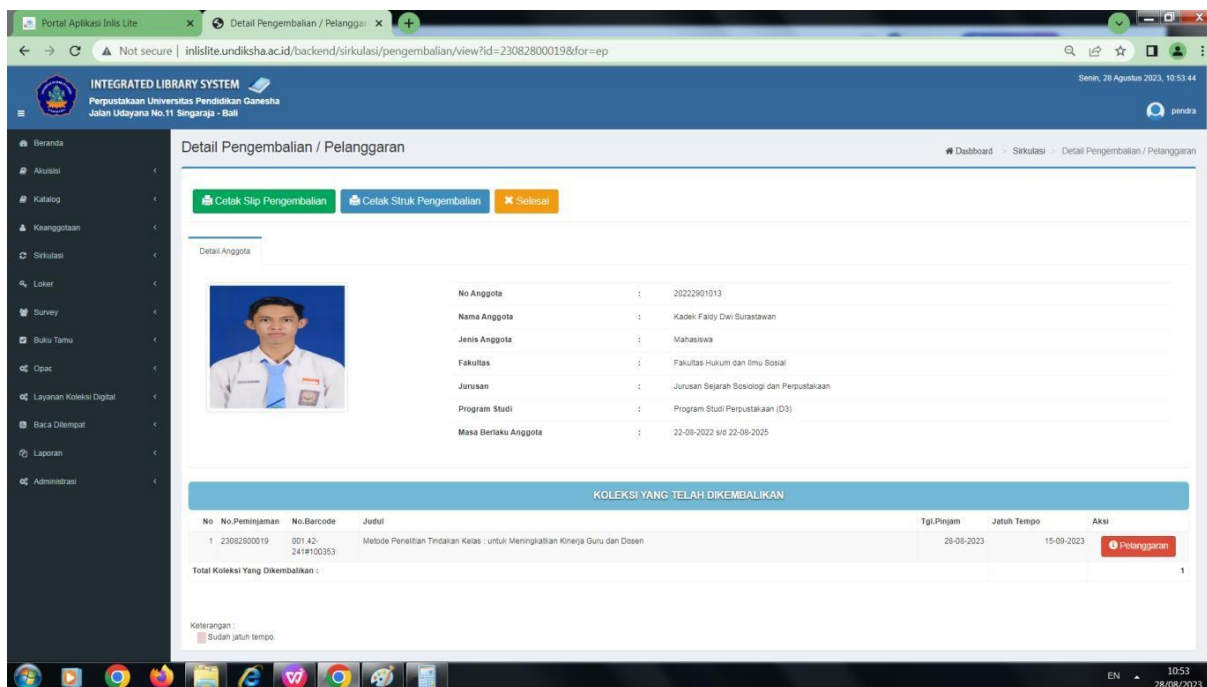 Portal Aplikasi Inlis Lite
Detail Pengembalian / Pelanggar
Not secure | inlislite.undiksha.ac.id/backend/sirkulasi/pengembalian/view?id=23082800019&for=ep
INTEGRATED LIBRARY SYSTEM
Perpustakaan Universitas Pendidikan Ganesha
Jalan Udayana No.11 Singaraja - Bali
Senin, 28 Agustus 2023, 10:53:44
pendra
Beranda
Akuisisi
Katalog
Keanggotaan
Sirkulasi
Loker
Survey
Buku Tamu
Opac
Layanan Koleksi Digital
Baca Ditempat
Laporan
Administrasi
Detail Pengembalian / Pelanggaran
Dashboard > Sirkulasi > Detail Pengembalian / Pelanggaran
Cetak Slip Pengembalian
Cetak Struk Pengembalian
Selesai
Detail Anggota
No Anggota : 20222901013
Nama Anggota : Kadek Faldy Dwi Surastawan
Jenis Anggota : Mahasiswa
Fakultas : Fakultas Hukum dan Ilmu Sosial
Jurusan : Jurusan Sejarah Sosiologi dan Perpustakaan
Program Studi : Program Studi Perpustakaan (D3)
Masa Berlaku Anggota : 22-08-2022 s/d 22-08-2025
KOLEKSI YANG TELAH DIKEMBALIKAN
No No.Peminjaman No.Barcode Judul Tgl.Pinjam Jatuh Tempo Aksi
1 23082800019 001.42-241#100353 Metode Penelitian Tindakan Kelas : untuk Meningkatkan Kinerja Guru dan Dosen 28-08-2023 15-09-2023 Pelanggaran
Total Koleksi Yang Dikembalikan : 1
Keterangan :
Sudah jatuh tempo.
EN
10:53
28/08/2023